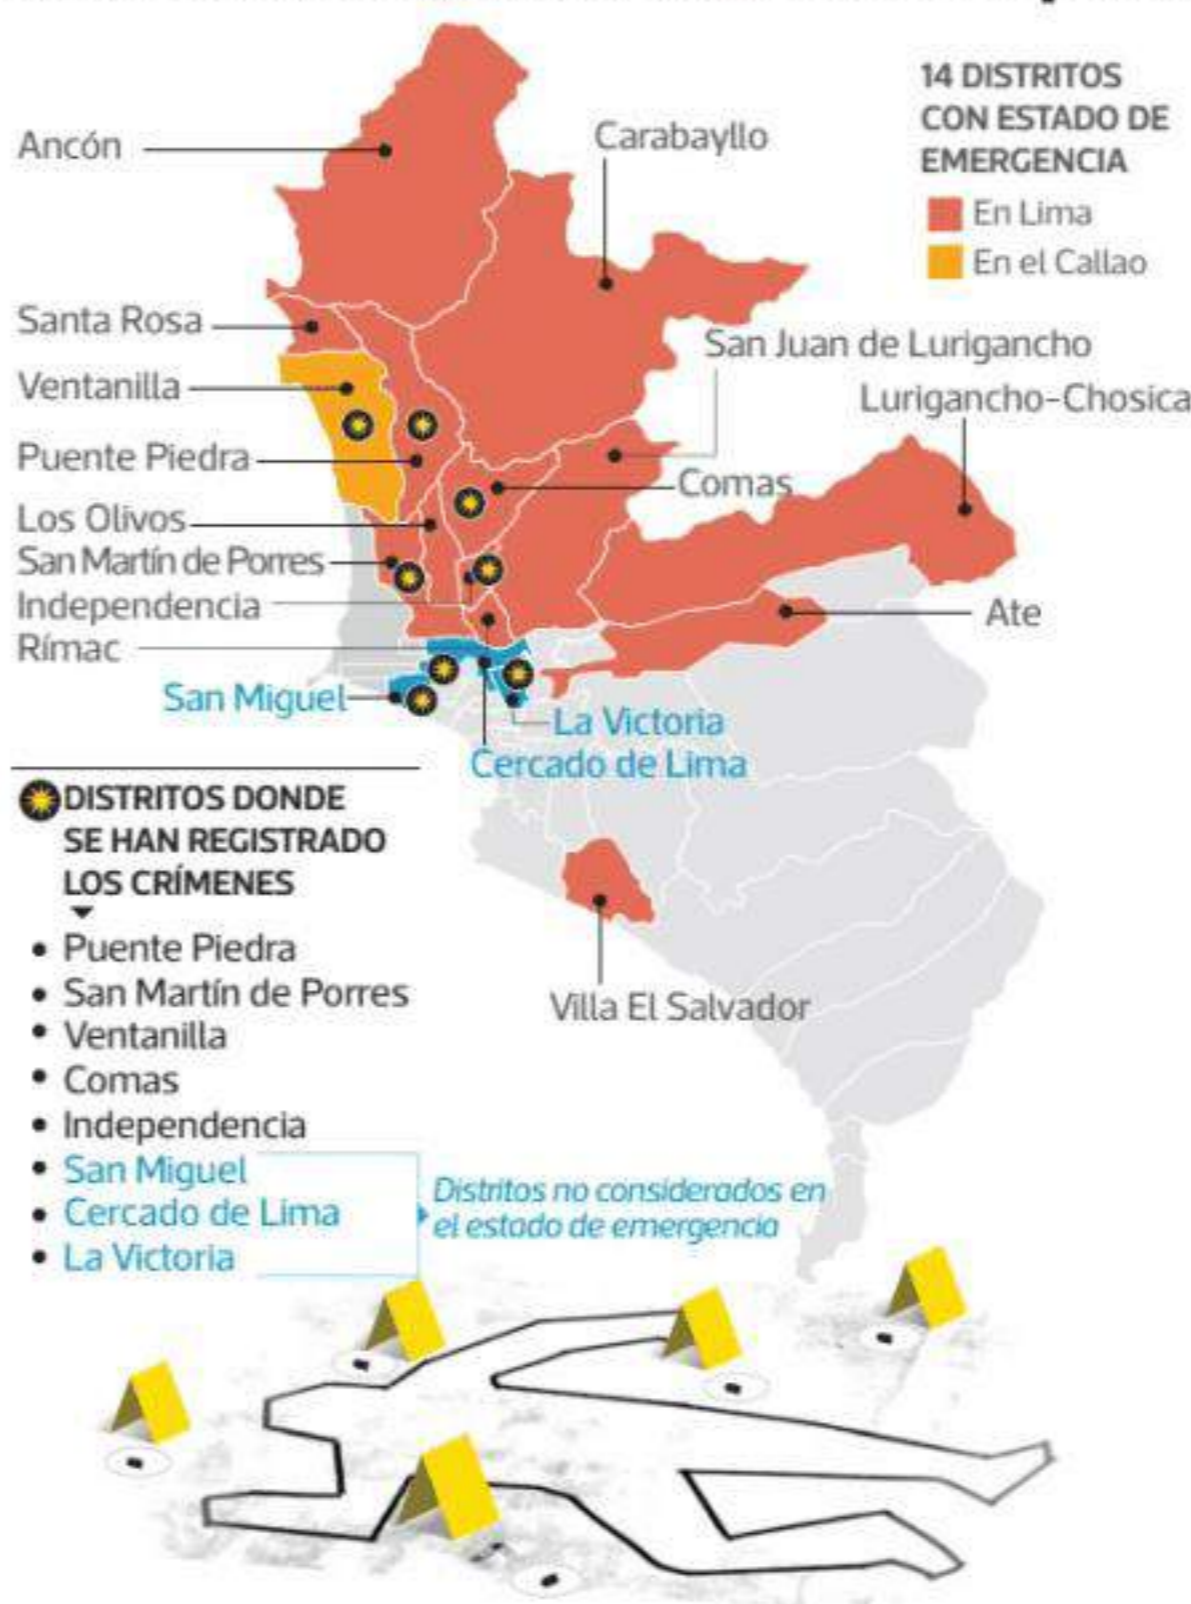 14 DISTRITOS
CON ESTADO DE
EMERGENCIA
En Lima
En el Callao
Ancón
Carabayllo
Santa Rosa
San Juan de Lurigancho
Ventanilla
Lurigancho-Chosica
Puente Piedra
Comas
Los Olivos
San Martín de Porres
Independencia
Ate
Rímac
San Miguel
La Victoria
Cercado de Lima
DISTRITOS DONDE
SE HAN REGISTRADO
LOS CRÍMENES
• Puente Piedra
• San Martín de Porres
• Ventanilla
• Comas
• Independencia
• San Miguel
• Cercado de Lima
• La Victoria
Distritos no considerados en
el estado de emergencia
Villa El Salvador